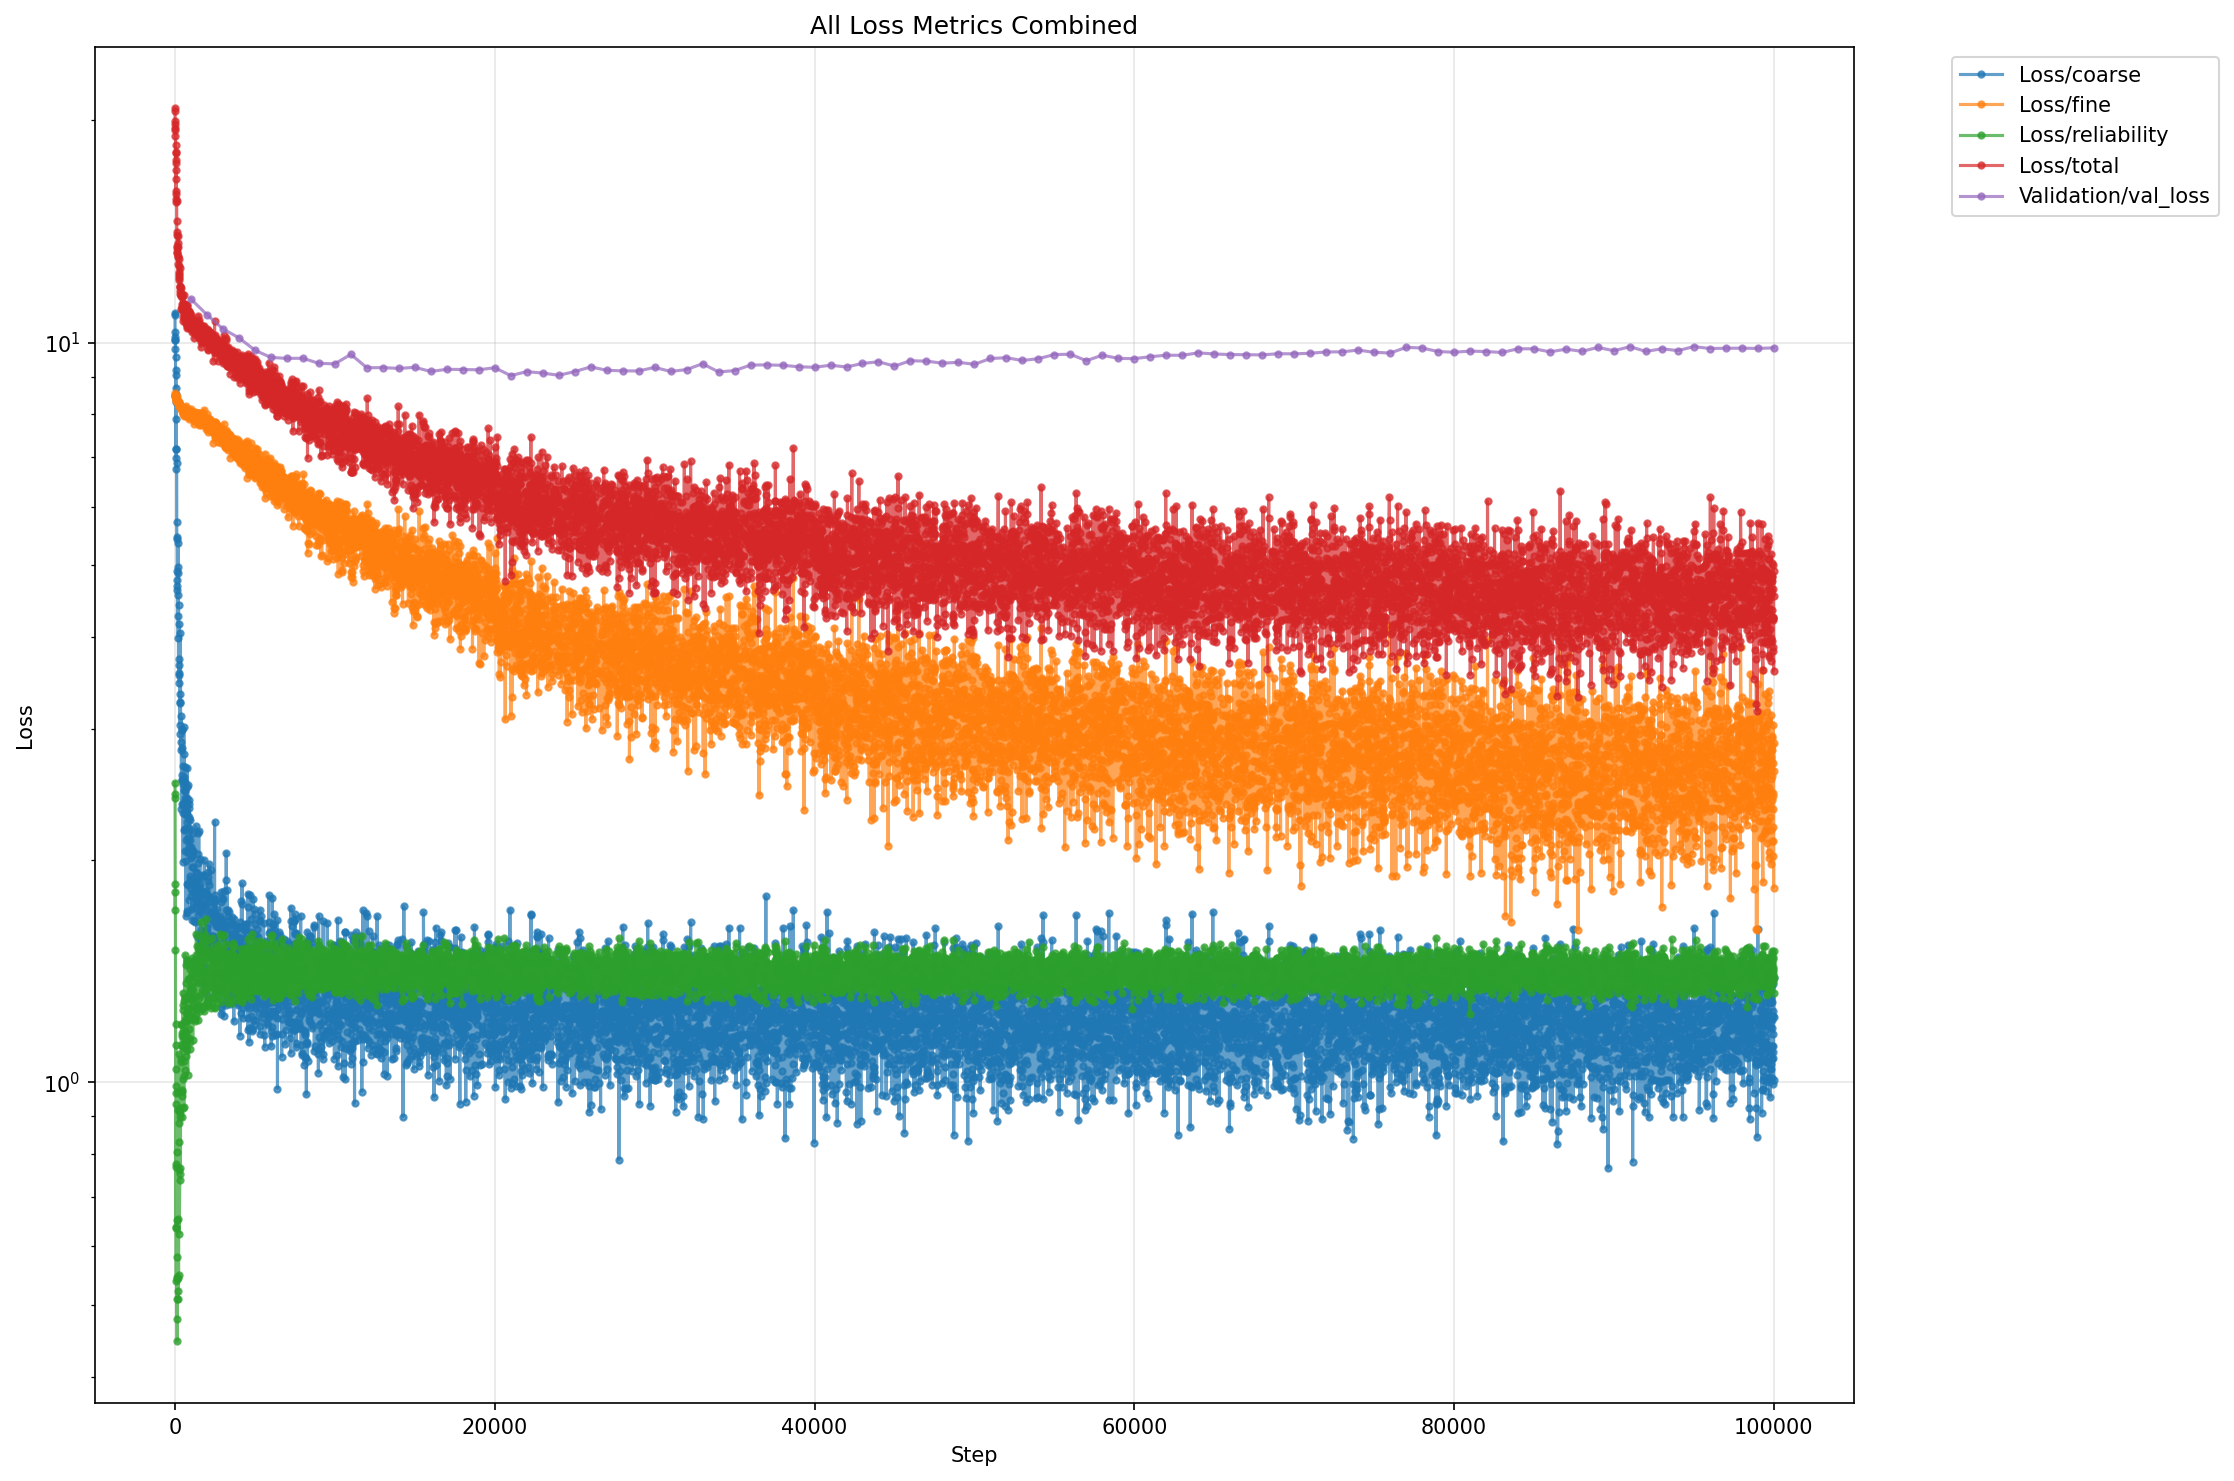 All Loss Metrics Combined
Loss/coarse
Loss/fine
Loss/reliability
Loss/total
Validation/val_loss
Loss
10¹
10⁰
0
20000
40000
60000
80000
100000
Step